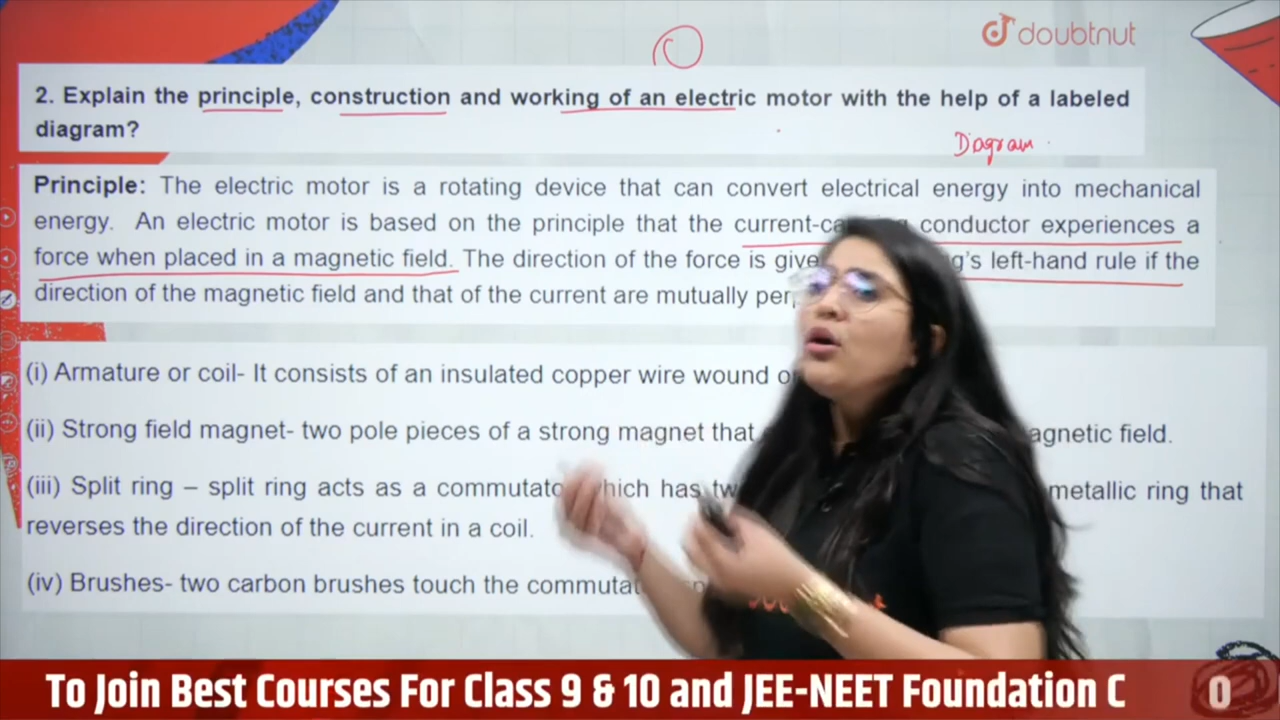 doubtnut
2. Explain the principle, construction and working of an electric motor with the help of a labeled
diagram?
Diagram
Principle: The electric motor is a rotating device that can convert electrical energy into mechanical
energy. An electric motor is based on the principle that the current-ca conductor experiences a
force when placed in a magnetic field. The direction of the force is give g's left-hand rule if the
direction of the magnetic field and that of the current are mutually per
(i) Armature or coil- It consists of an insulated copper wire wound o
(ii) Strong field magnet- two pole pieces of a strong magnet that agnetic field.
(iii) Split ring – split ring acts as a commutato which has tw metallic ring that
reverses the direction of the current in a coil.
(iv) Brushes- two carbon brushes touch the commutat
To Join Best Courses For Class 9 & 10 and JEE-NEET Foundation C